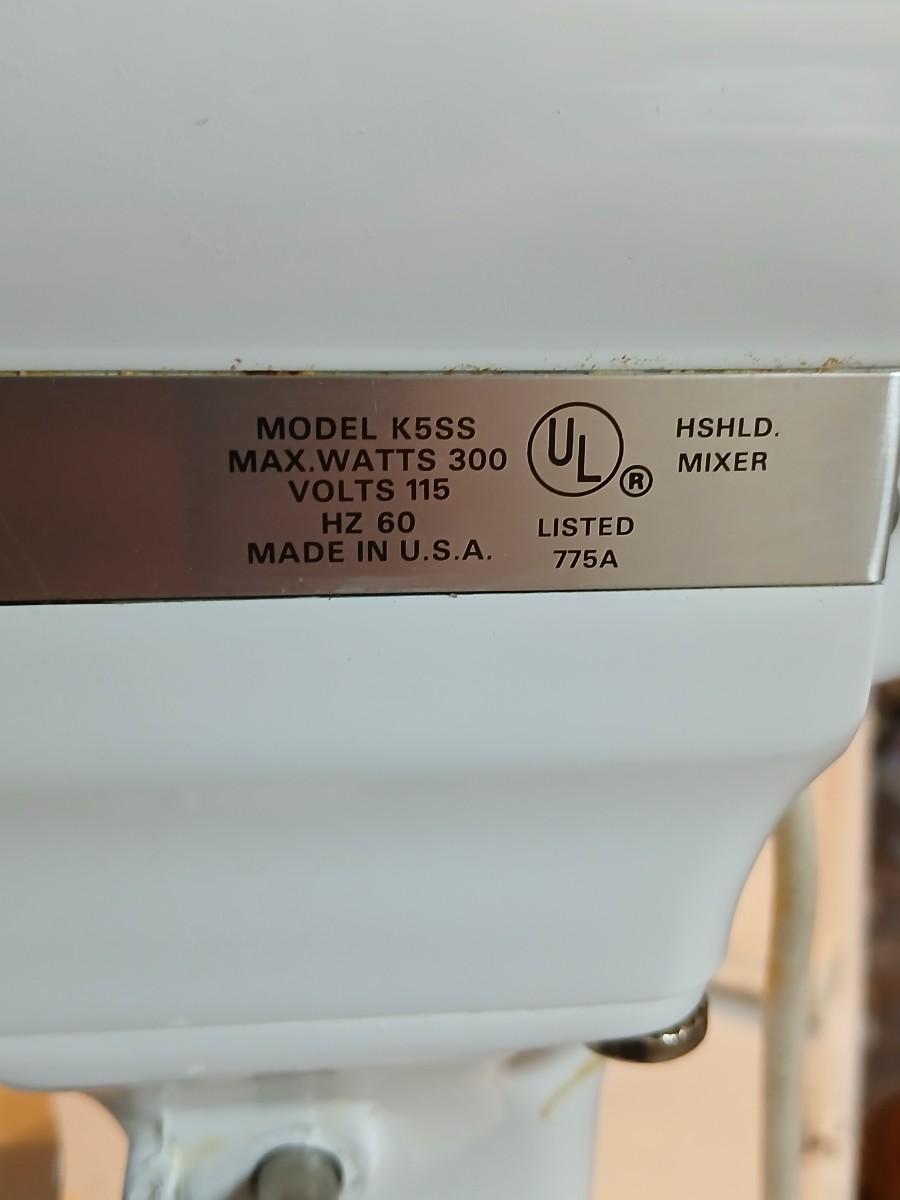 MODEL K5SS
MAX.WATTS 300
VOLTS 115
HZ 60
MADE IN U.S.A.
UL®
LISTED
775A
HSHLD.
MIXER